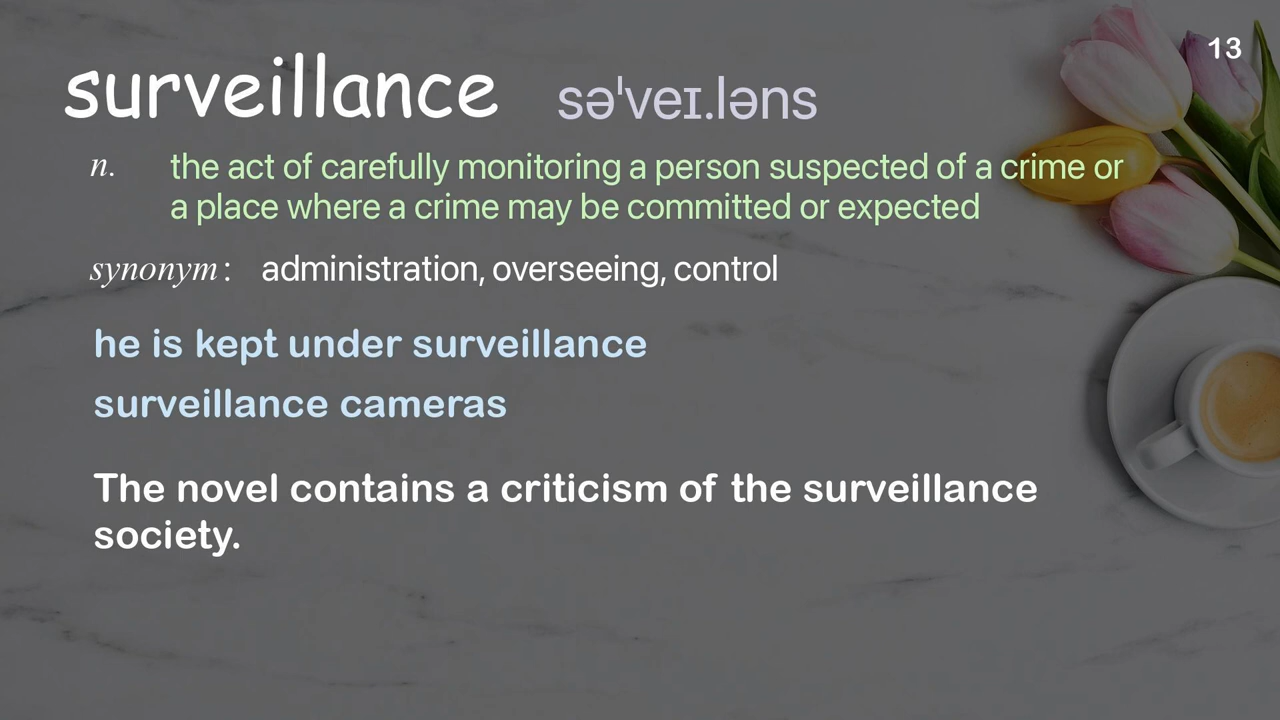 13
surveillance səˈveɪ.ləns
n. the act of carefully monitoring a person suspected of a crime or
a place where a crime may be committed or expected
synonym : administration, overseeing, control
he is kept under surveillance
surveillance cameras
The novel contains a criticism of the surveillance
society.